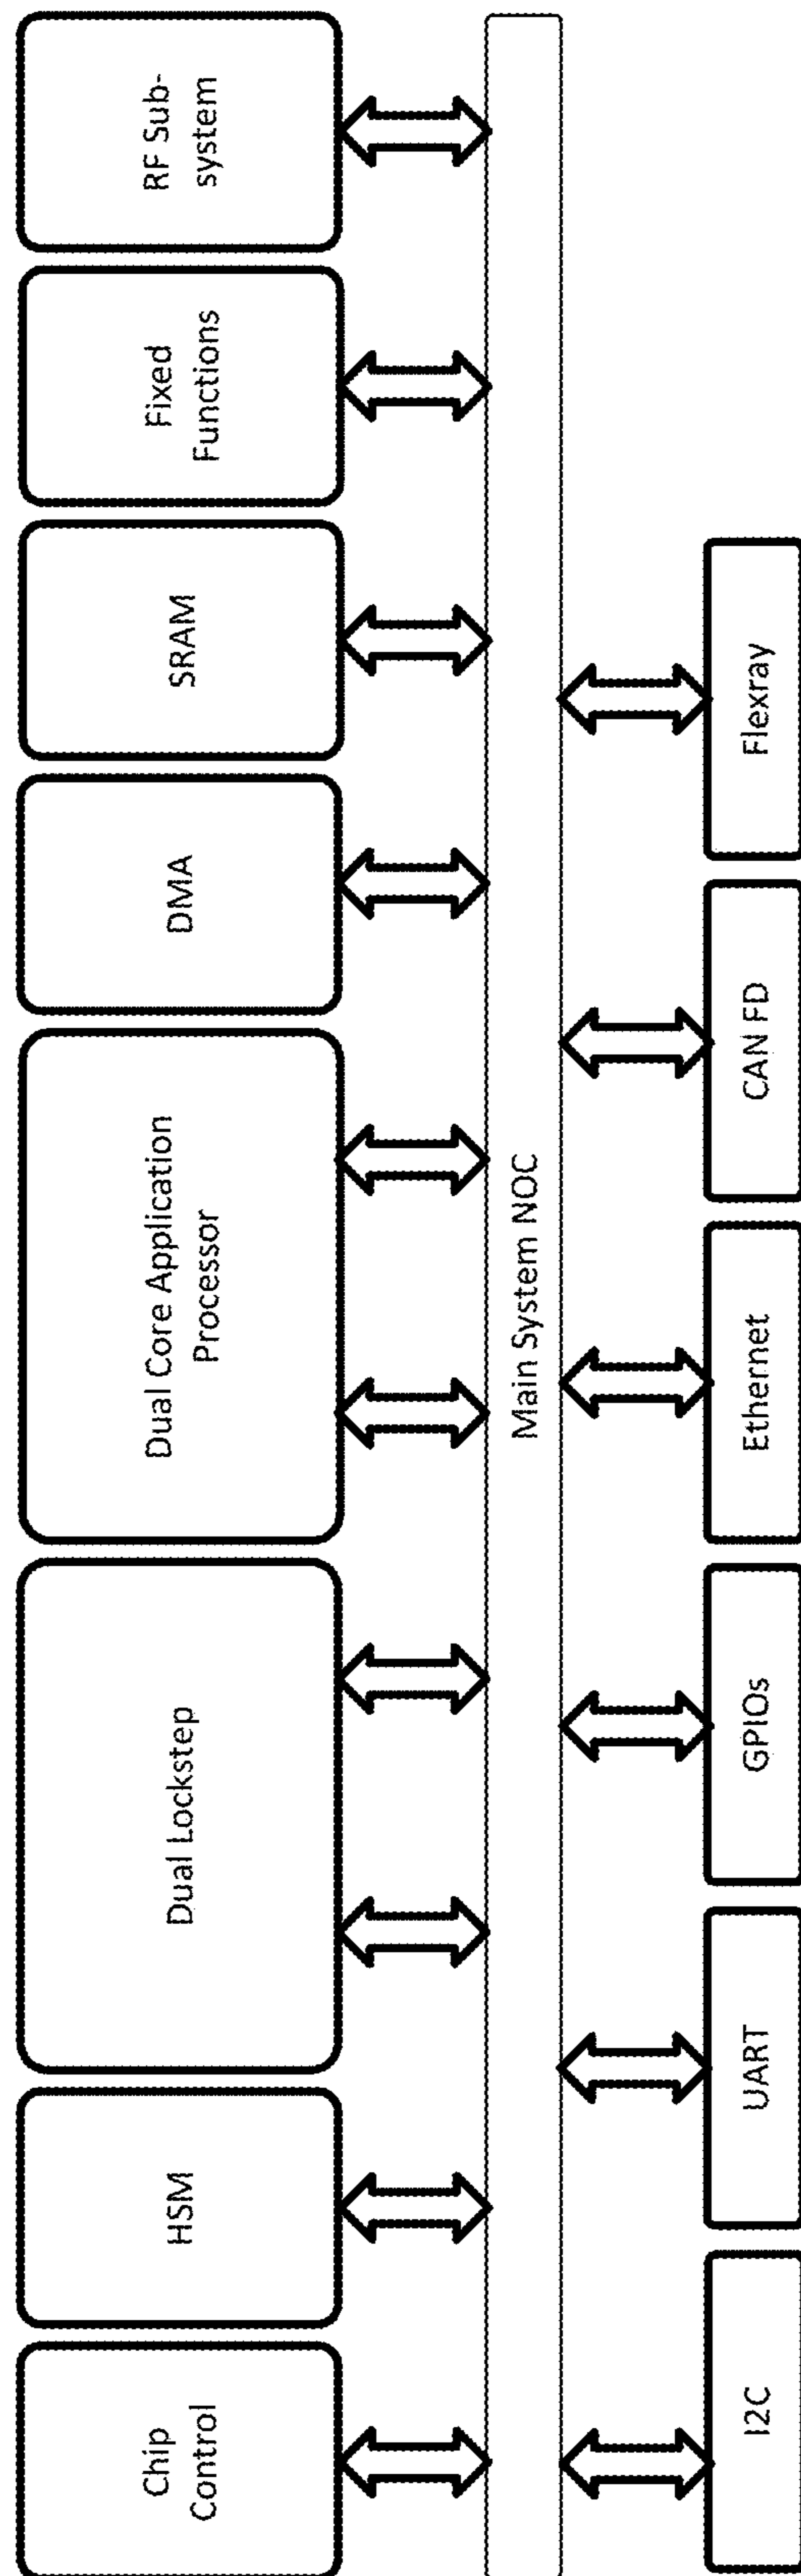 Chip
Control
HSM
Dual Lockstep
Dual Core Application
Processor
DMA
SRAM
Fixed
Functions
RF Sub-
system
Main System NOC
I2C
UART
GPIOs
Ethernet
CAN FD
Flexray